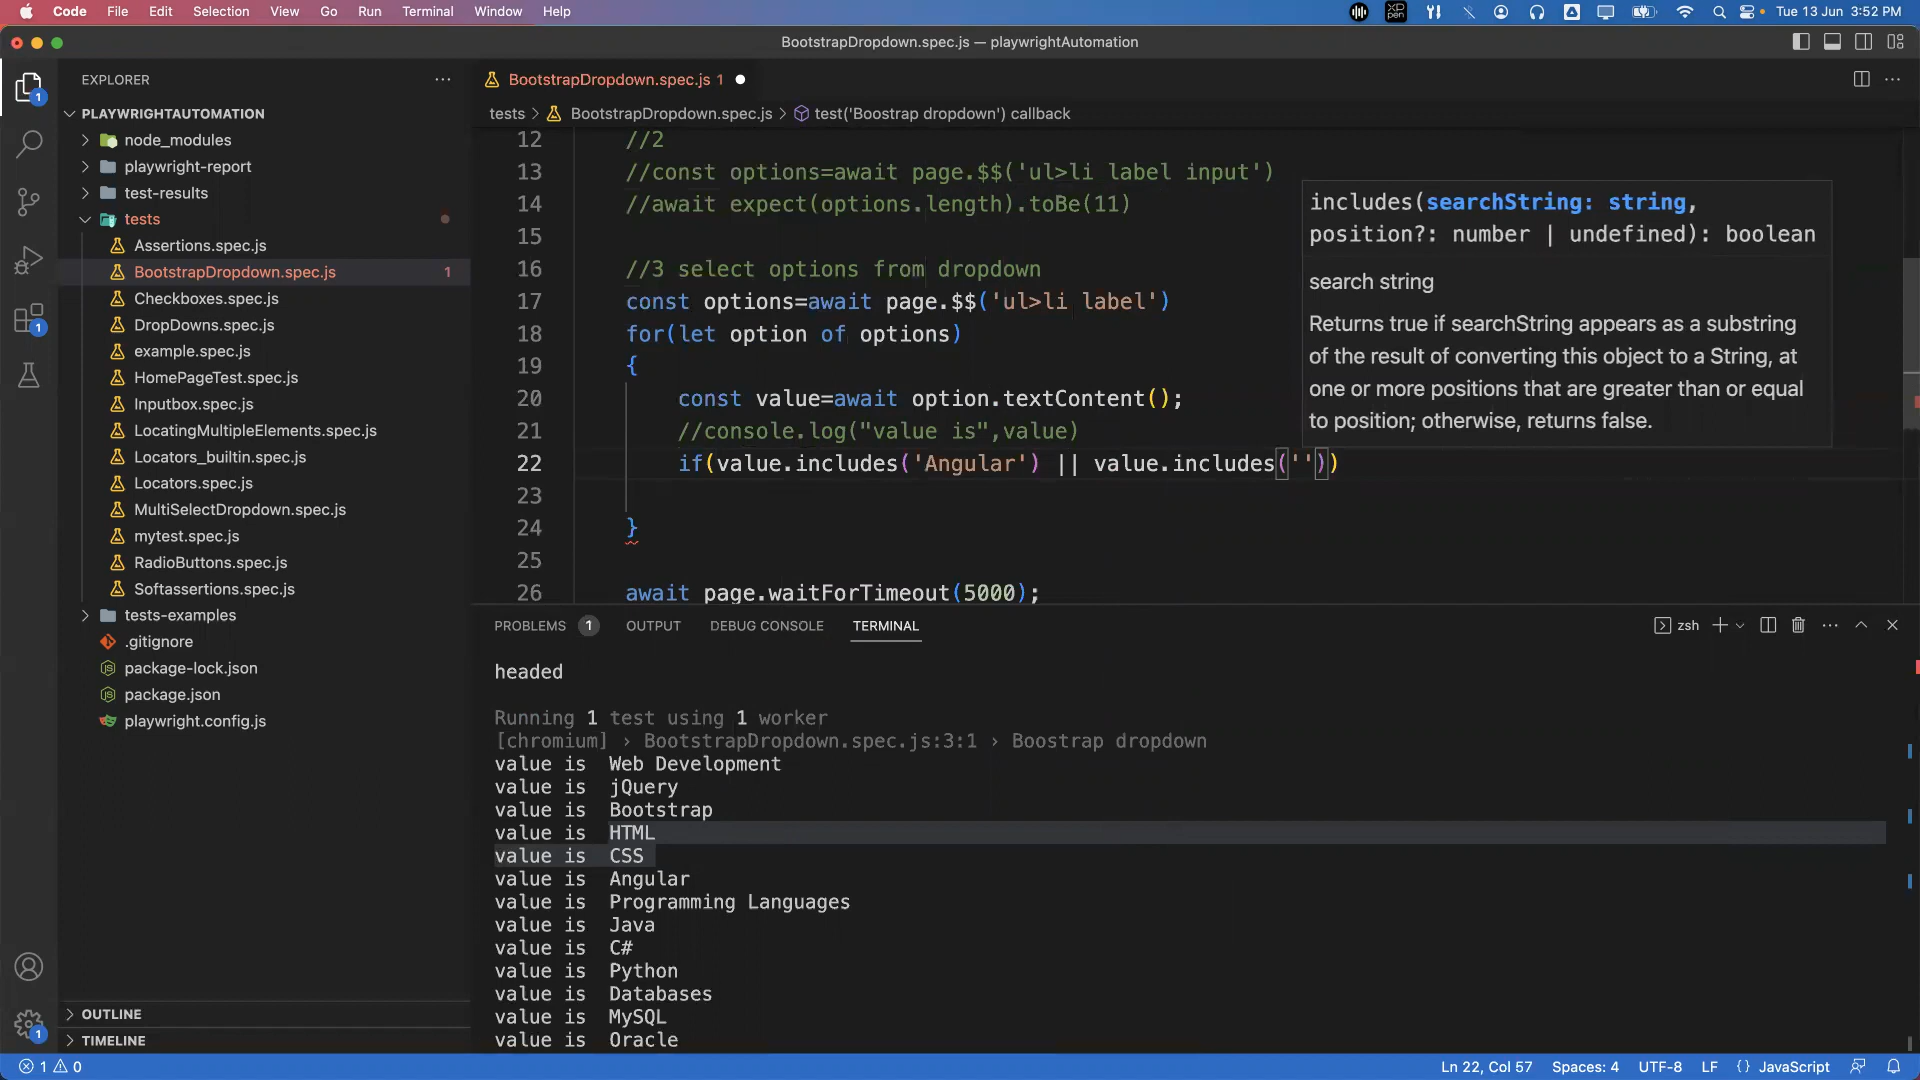 Code File Edit Selection View Go Run Terminal Window Help
XP PEN
Tue 13 Jun 3:52 PM
BootstrapDropdown.spec.js — playwrightAutomation
EXPLORER
BootstrapDropdown.spec.js 1
PLAYWRIGHTAUTOMATION
tests > BootstrapDropdown.spec.js > test('Boostrap dropdown') callback
node_modules
playwright-report
test-results
tests
Assertions.spec.js
BootstrapDropdown.spec.js 1
Checkboxes.spec.js
DropDowns.spec.js
example.spec.js
HomePageTest.spec.js
Inputbox.spec.js
LocatingMultipleElements.spec.js
Locators_builtin.spec.js
Locators.spec.js
MultiSelectDropdown.spec.js
mytest.spec.js
RadioButtons.spec.js
Softassertions.spec.js
tests-examples
.gitignore
package-lock.json
package.json
playwright.config.js
OUTLINE
TIMELINE
1
1
1
12 //2
13 //const options=await page.$$('ul>li label input')
14 //await expect(options.length).toBe(11)
15
16 //3 select options from dropdown
17 const options=await page.$$('ul>li label')
18 for(let option of options)
19 {
20 const value=await option.textContent();
21 //console.log("value is",value)
22 if(value.includes('Angular') || value.includes(''))
23
24 }
25
26 await page.waitForTimeout(5000);
includes(searchString: string,
position?: number | undefined): boolean
search string
Returns true if searchString appears as a substring
of the result of converting this object to a String, at
one or more positions that are greater than or equal
to position; otherwise, returns false.
PROBLEMS 1 OUTPUT DEBUG CONSOLE TERMINAL
zsh
headed
Running 1 test using 1 worker
[chromium] › BootstrapDropdown.spec.js:3:1 › Boostrap dropdown
value is Web Development
value is jQuery
value is Bootstrap
value is HTML
value is CSS
value is Angular
value is Programming Languages
value is Java
value is C#
value is Python
value is Databases
value is MySQL
value is Oracle
1 0
Ln 22, Col 57 Spaces: 4 UTF-8 LF {} JavaScript